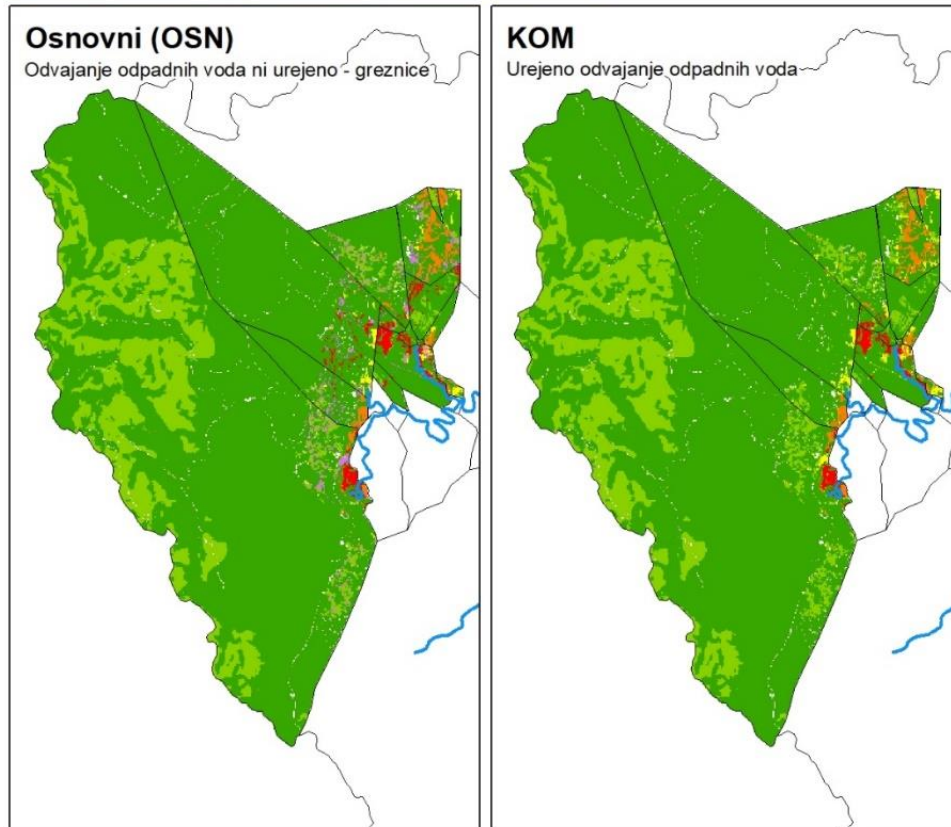 Osnovni (OSN)
Odvajanje odpadnih voda ni urejeno - greznice
KOM
Urejeno odvajanje odpadnih voda